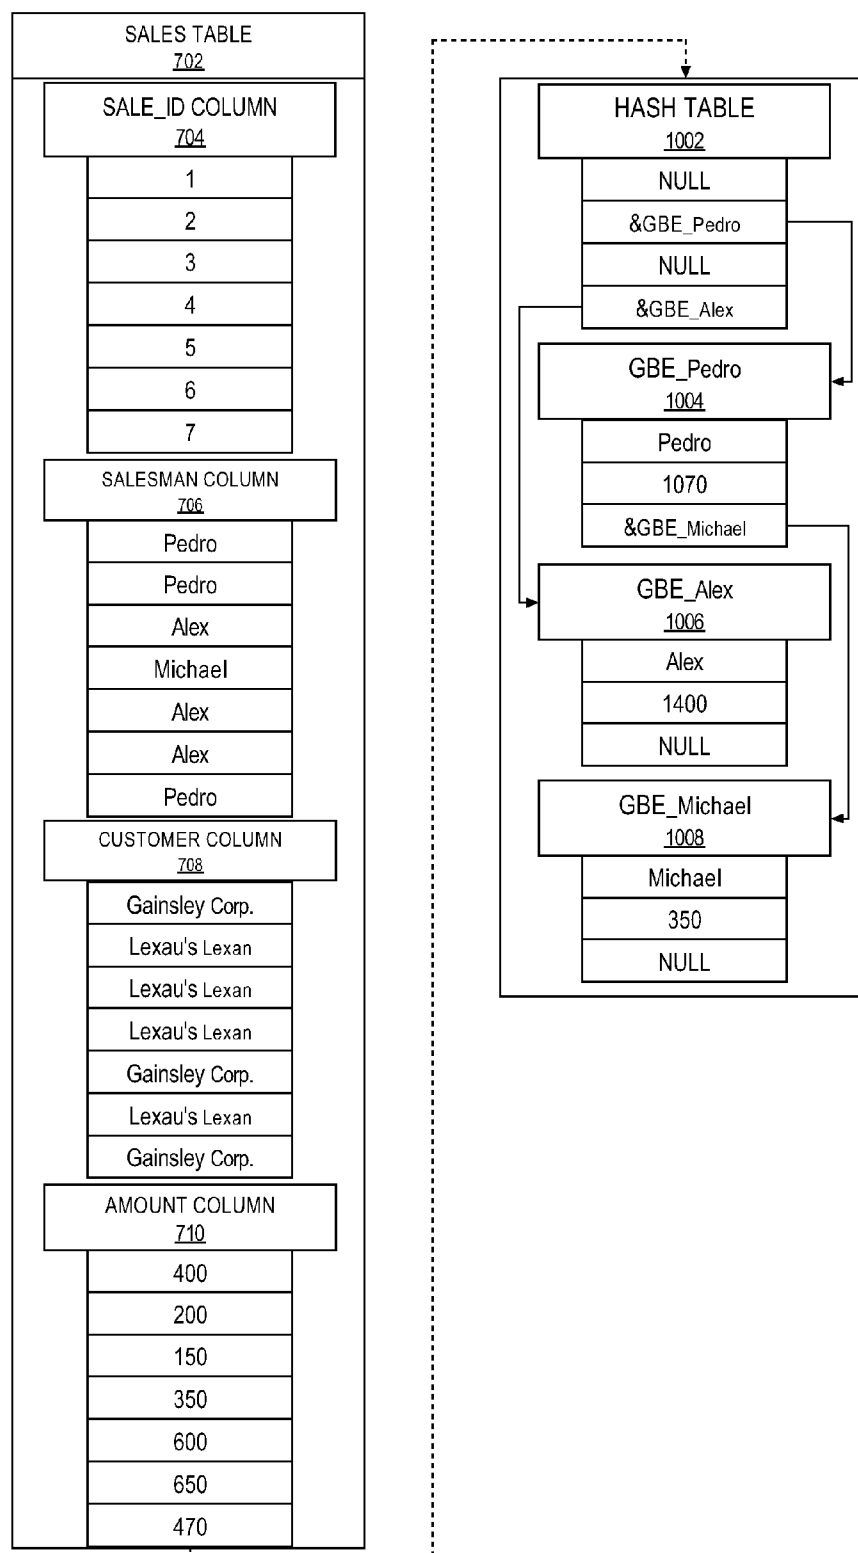 SALES TABLE
702
SALE_ID COLUMN
704
1
2
3
4
5
6
7
SALESMAN COLUMN
706
Pedro
Pedro
Alex
Michael
Alex
Alex
Pedro
CUSTOMER COLUMN
708
Gainsley Corp.
Lexau's Lexan
Lexau's Lexan
Lexau's Lexan
Gainsley Corp.
Lexau's Lexan
Gainsley Corp.
AMOUNT COLUMN
710
400
200
150
350
600
650
470
HASH TABLE
1002
NULL
&GBE_Pedro
NULL
&GBE_Alex
GBE_Pedro
1004
Pedro
1070
&GBE_Michael
GBE_Alex
1006
Alex
1400
NULL
GBE_Michael
1008
Michael
350
NULL